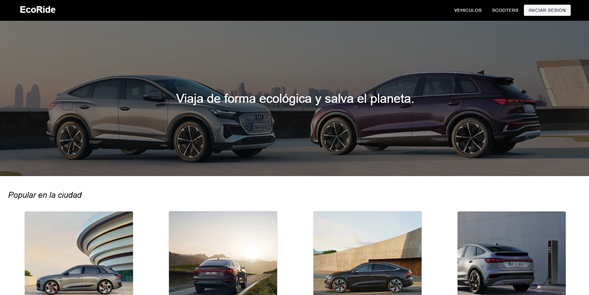 EcoRide
VEHICULOS SCOOTERS INICIAR SESION
Viaja de forma ecológica y salva el planeta.
Popular en la ciudad